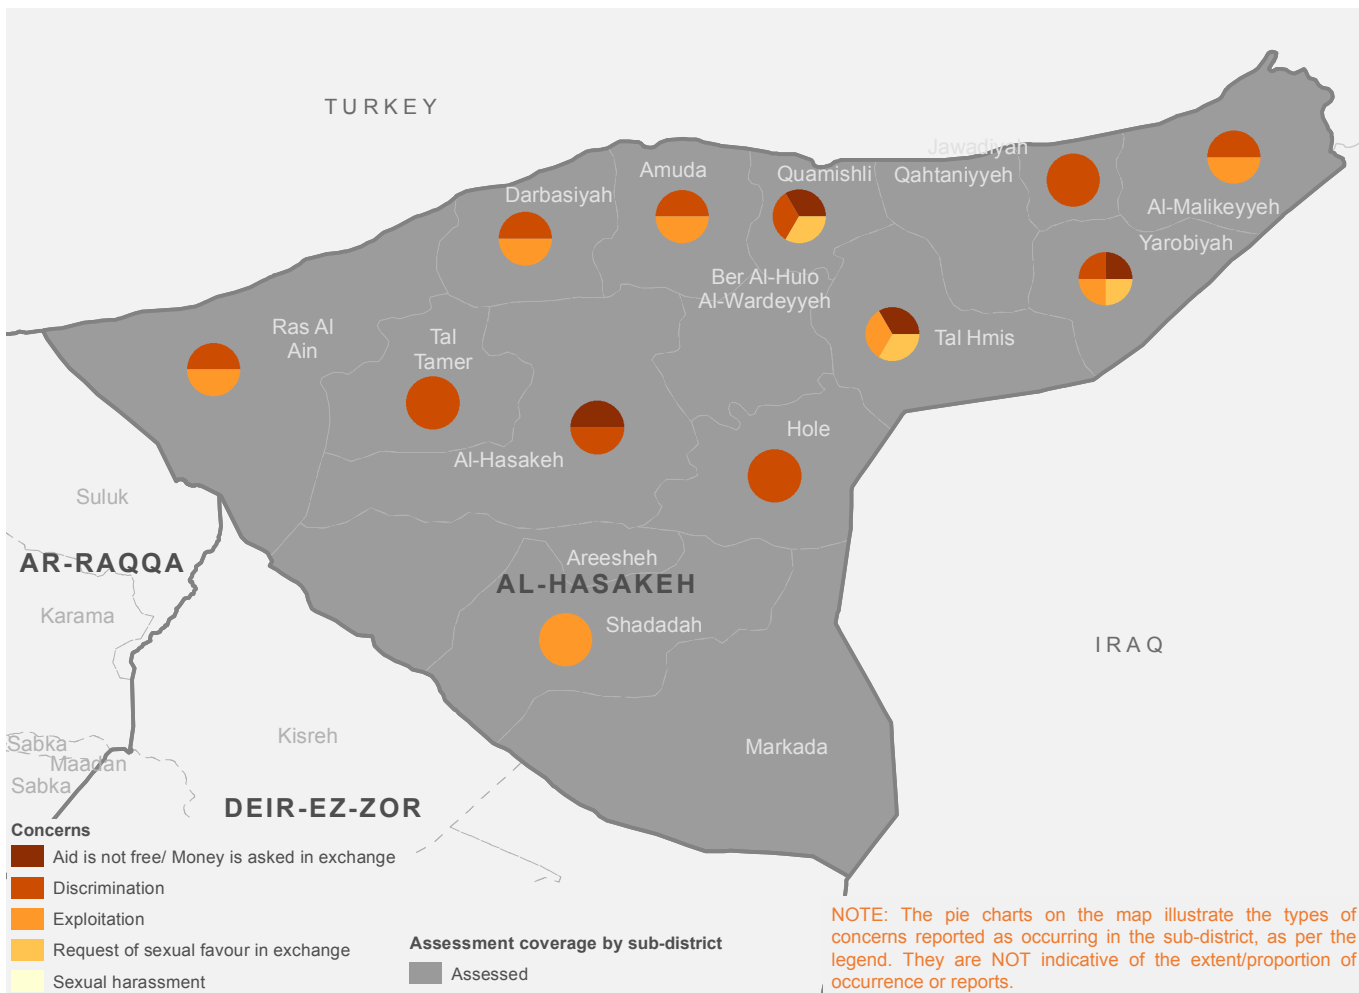 TURKEY
Jawadiyah
Amuda
Quamishli
Qahtaniyyeh
Darbasiyah
Al-Malikeyyeh
Yarobiyah
Ber Al-Hulo
Al-Wardeyyeh
Ras Al
Ain
Tal
Tamer
Tal Hmis
Hole
Al-Hasakeh
Suluk
AR-RAQQA
Areesheh
AL-HASAKEH
Karama
Shadadah
IRAQ
Kisreh
Sabka
Maadan
Sabka
Markada
DEIR-EZ-ZOR
Concerns
Aid is not free/ Money is asked in exchange
Discrimination
Exploitation
Request of sexual favour in exchange
Sexual harassment
Assessment coverage by sub-district
Assessed
NOTE: The pie charts on the map illustrate the types of
concerns reported as occurring in the sub-district, as per the
legend. They are NOT indicative of the extent/proportion of
occurrence or reports.